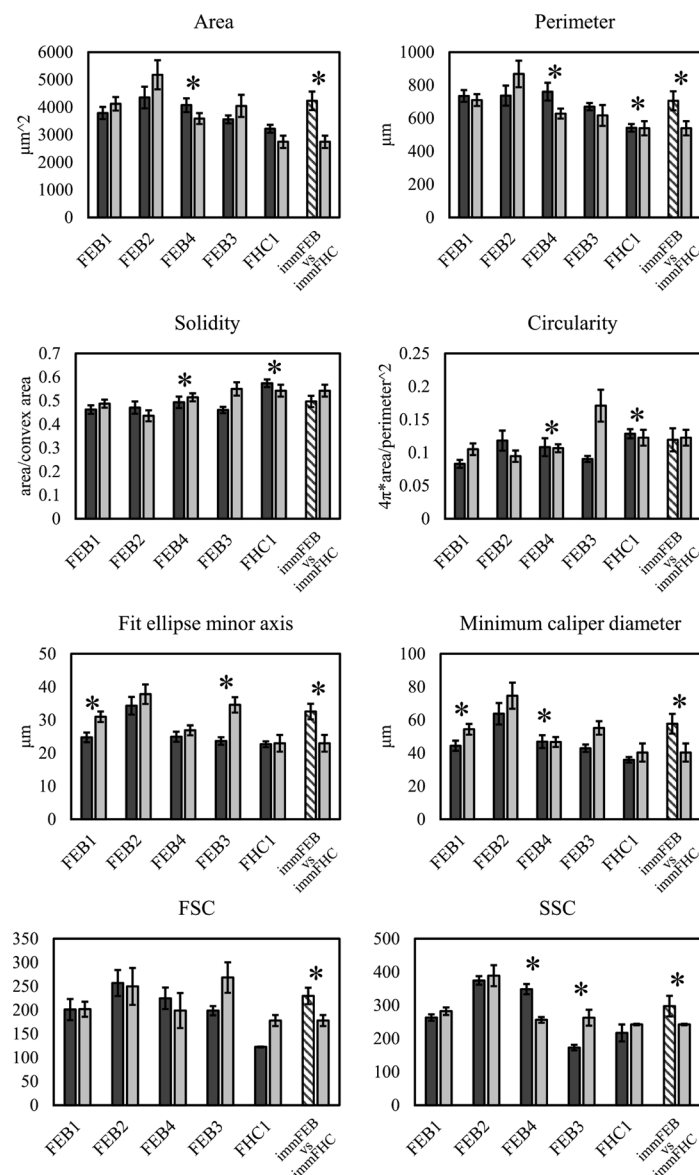 Area
6000
5000
4000
3000
2000
1000
0
μm^2
*
*
FEB1
FEB2
FEB4
FEB3
FHC1
immFEB
vs
immFHC
Perimeter
1000
800
600
400
200
0
μm
*
*
*
FEB1
FEB2
FEB4
FEB3
FHC1
immFEB
vs
immFHC
Solidity
0.7
0.6
0.5
0.4
0.3
0.2
0.1
0
area/convex area
*
*
FEB1
FEB2
FEB4
FEB3
FHC1
immFEB
vs
immFHC
Circularity
0.25
0.2
0.15
0.1
0.05
0
4π*area/perimeter^2
*
*
FEB1
FEB2
FEB4
FEB3
FHC1
immFEB
vs
immFHC
Fit ellipse minor axis
50
40
30
20
10
0
μm
*
*
*
FEB1
FEB2
FEB4
FEB3
FHC1
immFEB
vs
immFHC
Minimum caliper diameter
100
80
60
40
20
0
μm
*
*
*
FEB1
FEB2
FEB4
FEB3
FHC1
immFEB
vs
immFHC
FSC
350
300
250
200
150
100
50
0
*
FEB1
FEB2
FEB4
FEB3
FHC1
immFEB
vs
immFHC
SSC
500
400
300
200
100
0
*
*
*
FEB1
FEB2
FEB4
FEB3
FHC1
immFEB
vs
immFHC